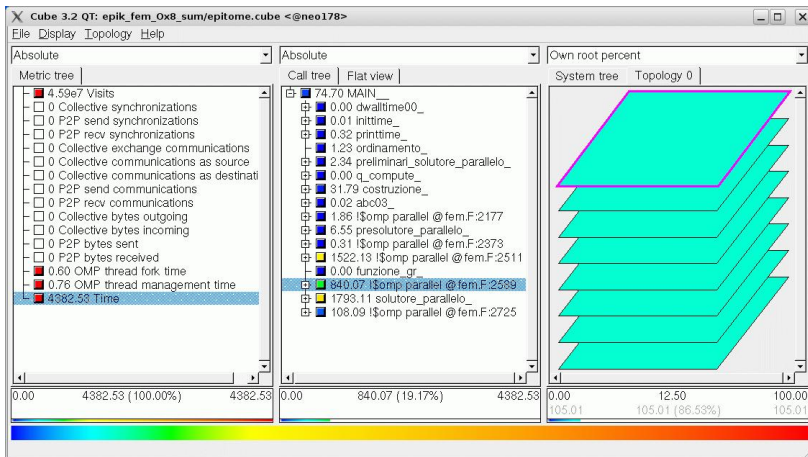 Cube 3.2 QT: epik_fem_0x8_sum/epitome.cube <@neo178>
File Display Topology Help
Absolute
Absolute
Own root percent
Metric tree
Call tree
Flat view
System tree
Topology 0
4.59e7 Visits
0 Collective synchronizations
0 P2P send synchronizations
0 P2P recv synchronizations
0 Collective exchange communications
0 Collective communications as source
0 Collective communications as destinati
0 P2P send communications
0 P2P recv communications
0 Collective bytes outgoing
0 Collective bytes incoming
0 P2P bytes sent
0 P2P bytes received
0.60 OMP thread fork time
0.76 OMP thread management time
4382.53 Time
74.70 MAIN__
0.00 dwalltime00_
0.01 inittime_
0.32 printtime_
1.23 ordinamento_
2.34 preliminari_solutore_parallelo_
0.00 q_compute_
31.79 costruzione_
0.02 abc03_
1.86 !$omp parallel @fem.F:2177
6.55 presolutore_parallelo_
0.31 !$omp parallel @fem.F:2373
1522.13 !$omp parallel @fem.F:2511
0.00 funzione_gr_
840.07 !$omp parallel @fem.F:2589
1793.11 solutore_parallelo_
108.09 !$omp parallel @fem.F:2725
0.00 4382.53 (100.00%) 4382.53
0.00 840.07 (19.17%) 4382.53
0.00 12.50 100.00
105.01 105.01 (86.53%) 105.01